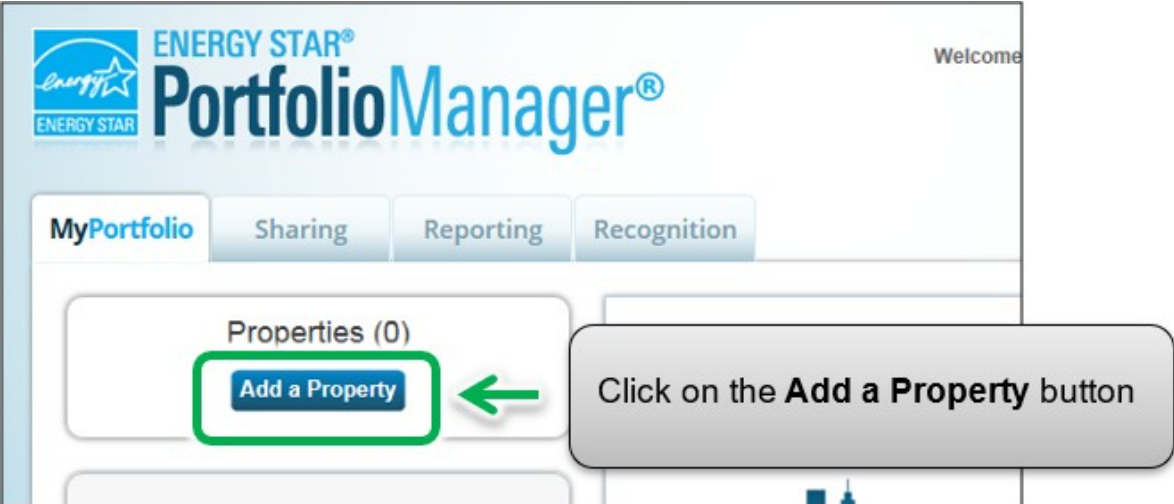 ENERGY STAR®
PortfolioManager®
energy
ENERGY STAR
Welcome
MyPortfolio
Sharing
Reporting
Recognition
Properties (0)
Add a Property
Click on the Add a Property button